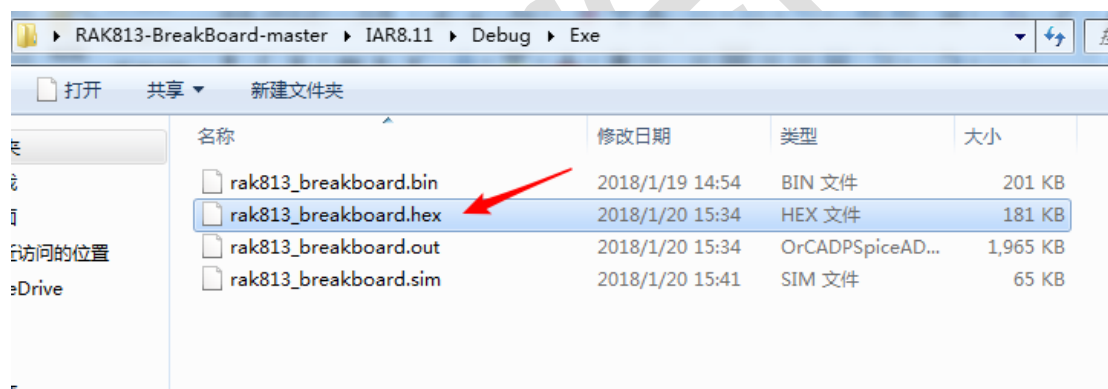 RAK813-BreakBoard-master IAR8.11 Debug Exe
打开 共享 新建文件夹
名称 修改日期 类型 大小
rak813_breakboard.bin 2018/1/19 14:54 BIN 文件 201 KB
rak813_breakboard.hex 2018/1/20 15:34 HEX 文件 181 KB
rak813_breakboard.out 2018/1/20 15:34 OrCADPSpiceAD... 1,965 KB
问的位置
rak813_breakboard.sim 2018/1/20 15:41 SIM 文件 65 KB
eDrive